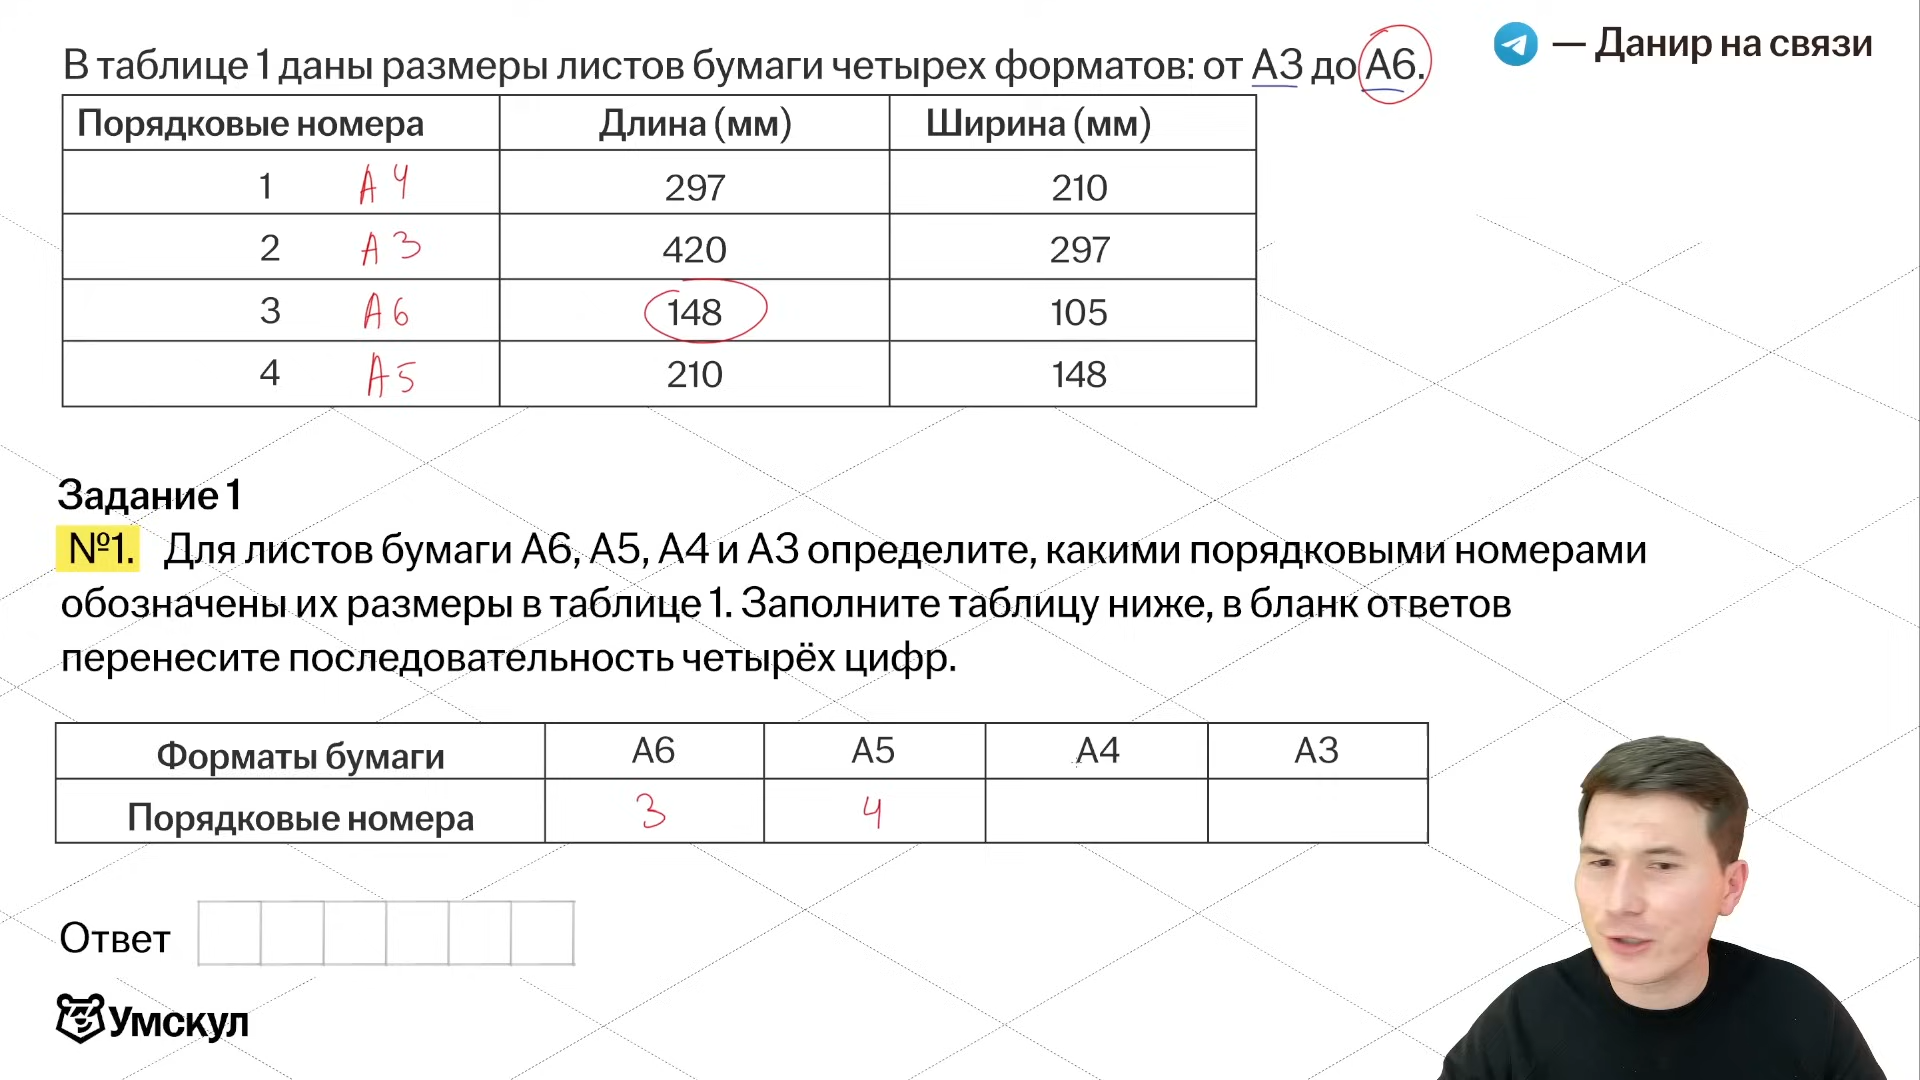 В таблице 1 даны размеры листов бумаги четырех форматов: от А3 до А6.
— Данир на связи
Порядковые номера Длина (мм) Ширина (мм)
1 А4 297 210
2 А3 420 297
3 А6 148 105
4 А5 210 148
Задание 1
№1. Для листов бумаги А6, А5, А4 и А3 определите, какими порядковыми номерами
обозначены их размеры в таблице 1. Заполните таблицу ниже, в бланк ответов
перенесите последовательность четырёх цифр.
Форматы бумаги А6 А5 А4 А3
Порядковые номера 3 4
Ответ
Умскул